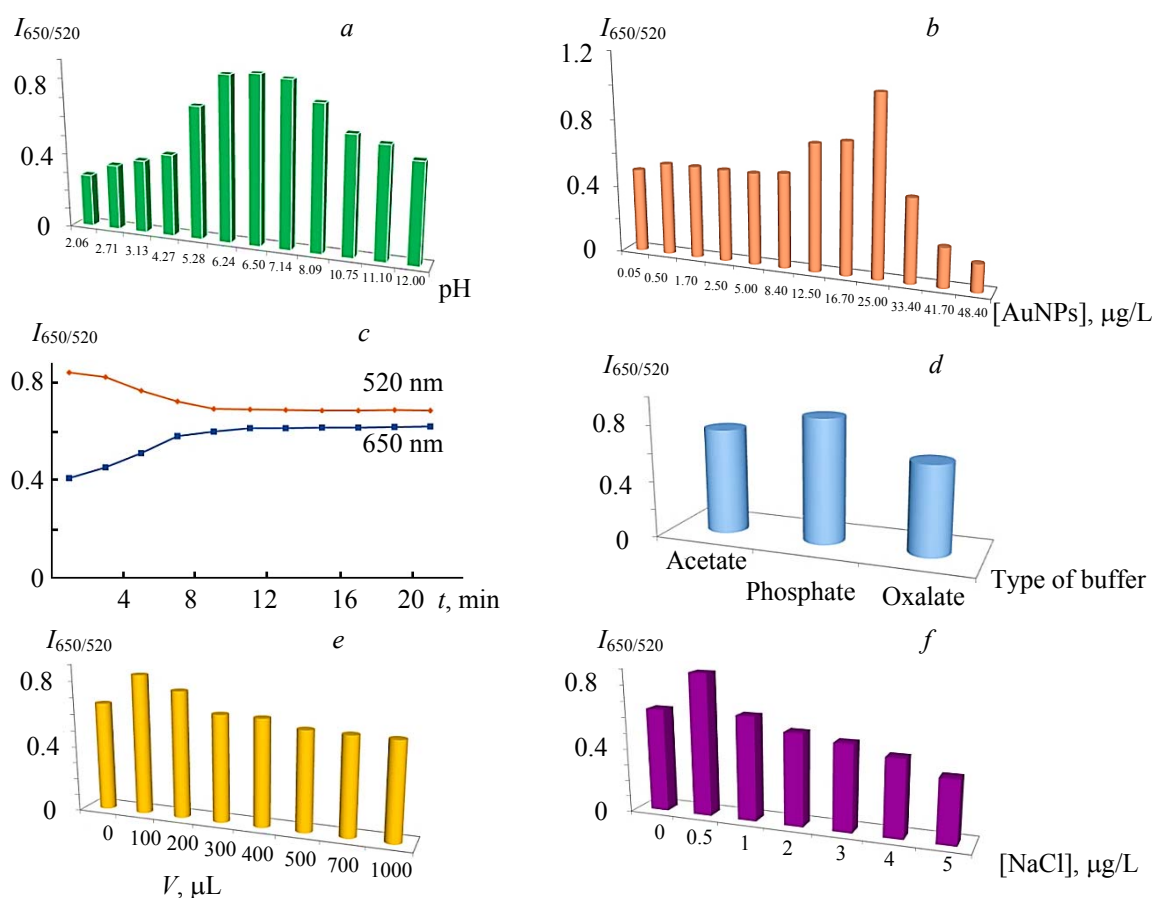 I650/520
a
0.8
0.4
0
2.06 2.71 3.13 4.27 5.28 6.24 6.50 7.14 8.09 10.75 11.10 12.00
pH
I650/520
b
1.2
0.8
0.4
0
0.05 0.50 1.70 2.50 5.00 8.40 12.50 16.70 25.00 33.40 41.70 48.40
[AuNPs], μg/L
I650/520
c
0.8
0.4
0
520 nm
650 nm
4 8 12 16 20 t, min
I650/520
d
0.8
0.4
0
Acetate
Phosphate
Oxalate
Type of buffer
I650/520
e
0.8
0.4
0
0 100 200 300 400 500 700 1000
V, μL
I650/520
f
0.8
0.4
0
0 0.5 1 2 3 4 5
[NaCl], μg/L